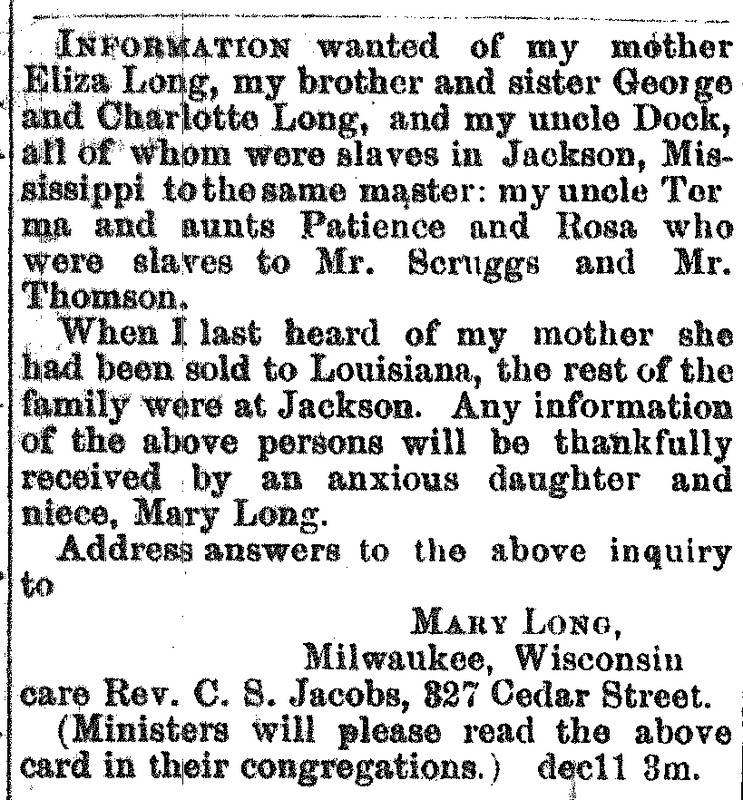 INFORMATION wanted of my mother
Eliza Long, my brother and sister George
and Charlotte Long, and my uncle Dock,
all of whom were slaves in Jackson, Mis-
sissippi to the same master: my uncle Tor
ma and aunts Patience and Rosa who
were slaves to Mr. Scruggs and Mr.
Thomson.
When I last heard of my mother she
had been sold to Louisiana, the rest of the
family were at Jackson. Any information
of the above persons will be thankfully
received by an anxious daughter and
niece, Mary Long.
Address answers to the above inquiry
to
MARY LONG,
Milwaukee, Wisconsin
care Rev. C. S. Jacobs, 327 Cedar Street.
(Ministers will please read the above
card in their congregations.) dec11 3m.